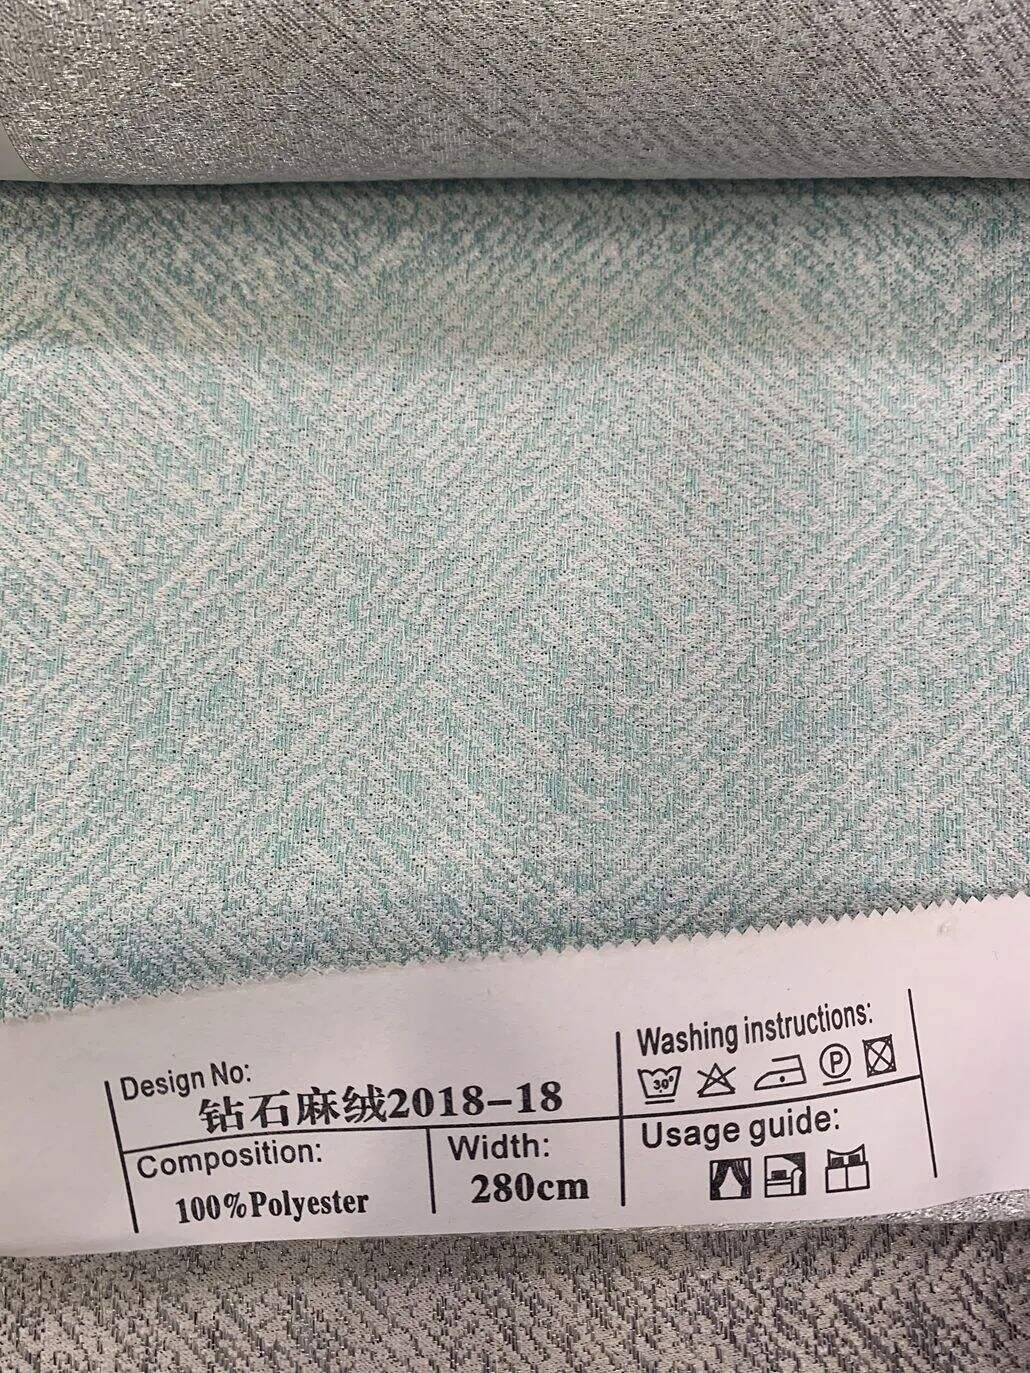 Design No:
钻石麻绒2018-18
Composition:
100%Polyester
Width:
280cm
Washing instructions:
30°
P
Usage guide: